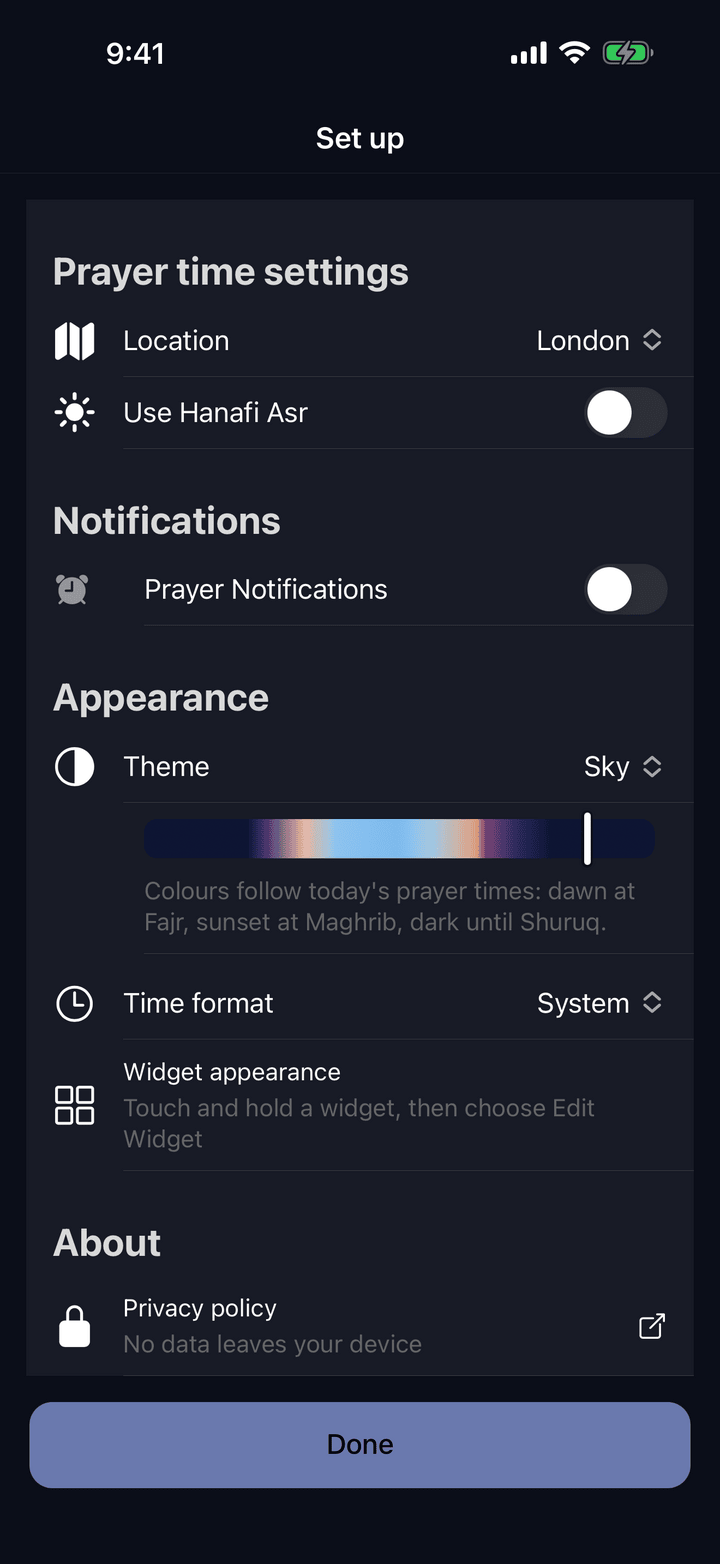 9:41
Set up
Prayer time settings
Location
London
Use Hanafi Asr
Notifications
Prayer Notifications
Appearance
Theme
Sky
Colours follow today's prayer times: dawn at
Fajr, sunset at Maghrib, dark until Shuruq.
Time format
System
Widget appearance
Touch and hold a widget, then choose Edit
Widget
About
Privacy policy
No data leaves your device
Done